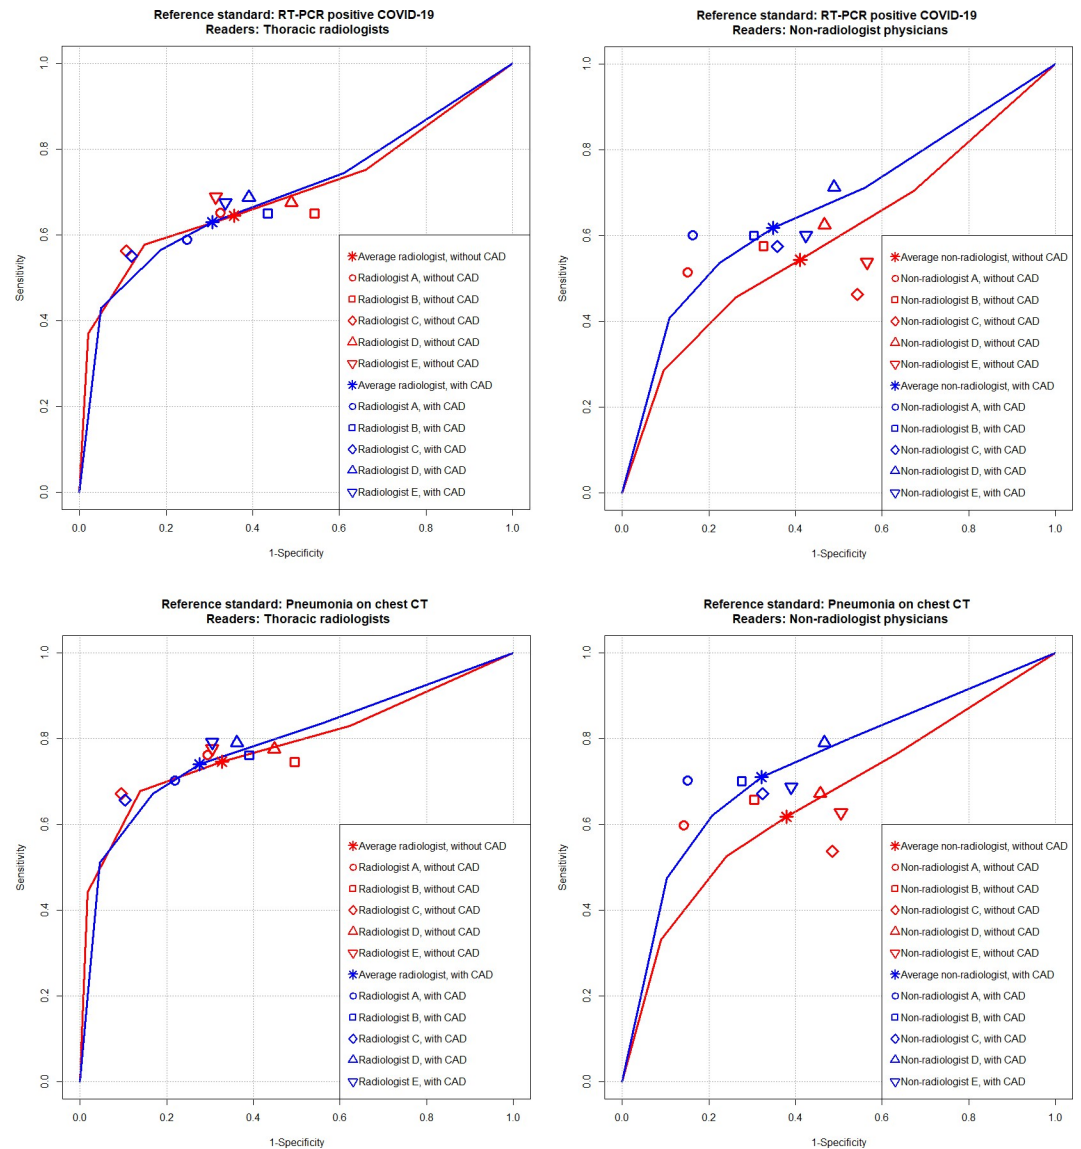 Reference standard: RT-PCR positive COVID-19
Readers: Thoracic radiologists
Sensitivity
1.0
0.8
0.6
0.4
0.2
0.0
Average radiologist, without CAD
Radiologist A, without CAD
Radiologist B, without CAD
Radiologist C, without CAD
Radiologist D, without CAD
Radiologist E, without CAD
Average radiologist, with CAD
Radiologist A, with CAD
Radiologist B, with CAD
Radiologist C, with CAD
Radiologist D, with CAD
Radiologist E, with CAD
0.0 0.2 0.4 0.6 0.8 1.0
1-Specificity
Reference standard: RT-PCR positive COVID-19
Readers: Non-radiologist physicians
Sensitivity
1.0
0.8
0.6
0.4
0.2
0.0
Average non-radiologist, without CAD
Non-radiologist A, without CAD
Non-radiologist B, without CAD
Non-radiologist C, without CAD
Non-radiologist D, without CAD
Non-radiologist E, without CAD
Average non-radiologist, with CAD
Non-radiologist A, with CAD
Non-radiologist B, with CAD
Non-radiologist C, with CAD
Non-radiologist D, with CAD
Non-radiologist E, with CAD
0.0 0.2 0.4 0.6 0.8 1.0
1-Specificity
Reference standard: Pneumonia on chest CT
Readers: Thoracic radiologists
Sensitivity
1.0
0.8
0.6
0.4
0.2
0.0
Average radiologist, without CAD
Radiologist A, without CAD
Radiologist B, without CAD
Radiologist C, without CAD
Radiologist D, without CAD
Radiologist E, without CAD
Average radiologist, with CAD
Radiologist A, with CAD
Radiologist B, with CAD
Radiologist C, with CAD
Radiologist D, with CAD
Radiologist E, with CAD
0.0 0.2 0.4 0.6 0.8 1.0
1-Specificity
Reference standard: Pneumonia on chest CT
Readers: Non-radiologist physicians
Sensitivity
1.0
0.8
0.6
0.4
0.2
0.0
Average non-radiologist, without CAD
Non-radiologist A, without CAD
Non-radiologist B, without CAD
Non-radiologist C, without CAD
Non-radiologist D, without CAD
Non-radiologist E, without CAD
Average non-radiologist, with CAD
Non-radiologist A, with CAD
Non-radiologist B, with CAD
Non-radiologist C, with CAD
Non-radiologist D, with CAD
Non-radiologist E, with CAD
0.0 0.2 0.4 0.6 0.8 1.0
1-Specificity